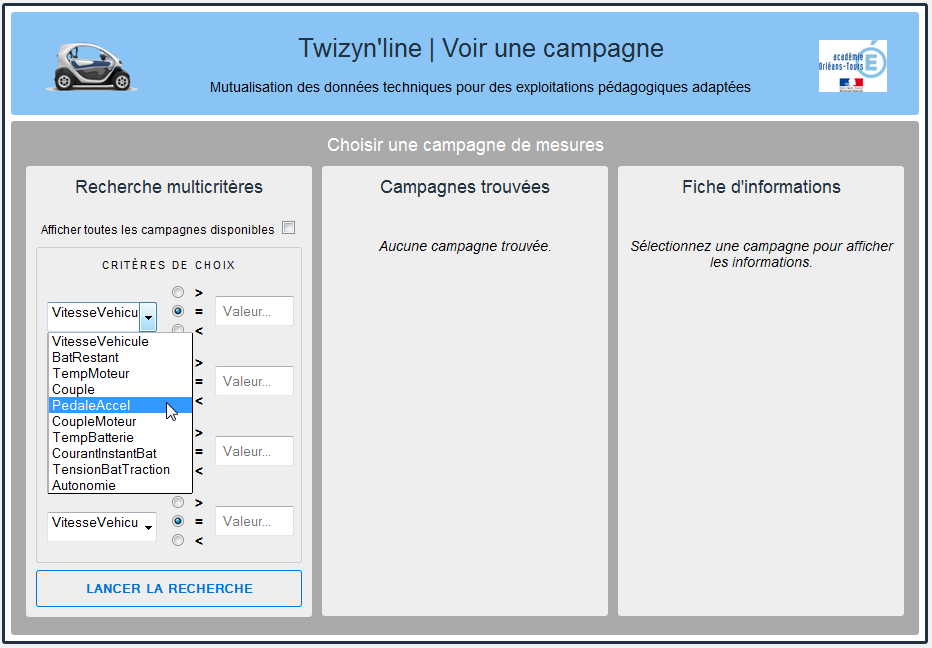 Twizyn'line | Voir une campagne
Mutualisation des données techniques pour des exploitations pédagogiques adaptées
académie
Orléans-Tours
Choisir une campagne de mesures
Recherche multicritères
Afficher toutes les campagnes disponibles
CRITÈRES DE CHOIX
>
VitesseVehicu
=
Valeur...
<
VitesseVehicule
BatRestant
TempMoteur
Couple
PedaleAccel
CoupleMoteur
TempBatterie
CourantInstantBat
TensionBatTraction
Autonomie
>
=
Valeur...
<
>
=
Valeur...
<
>
VitesseVehicu
=
Valeur...
<
LANCER LA RECHERCHE
Campagnes trouvées
Aucune campagne trouvée.
Fiche d'informations
Sélectionnez une campagne pour afficher
les informations.